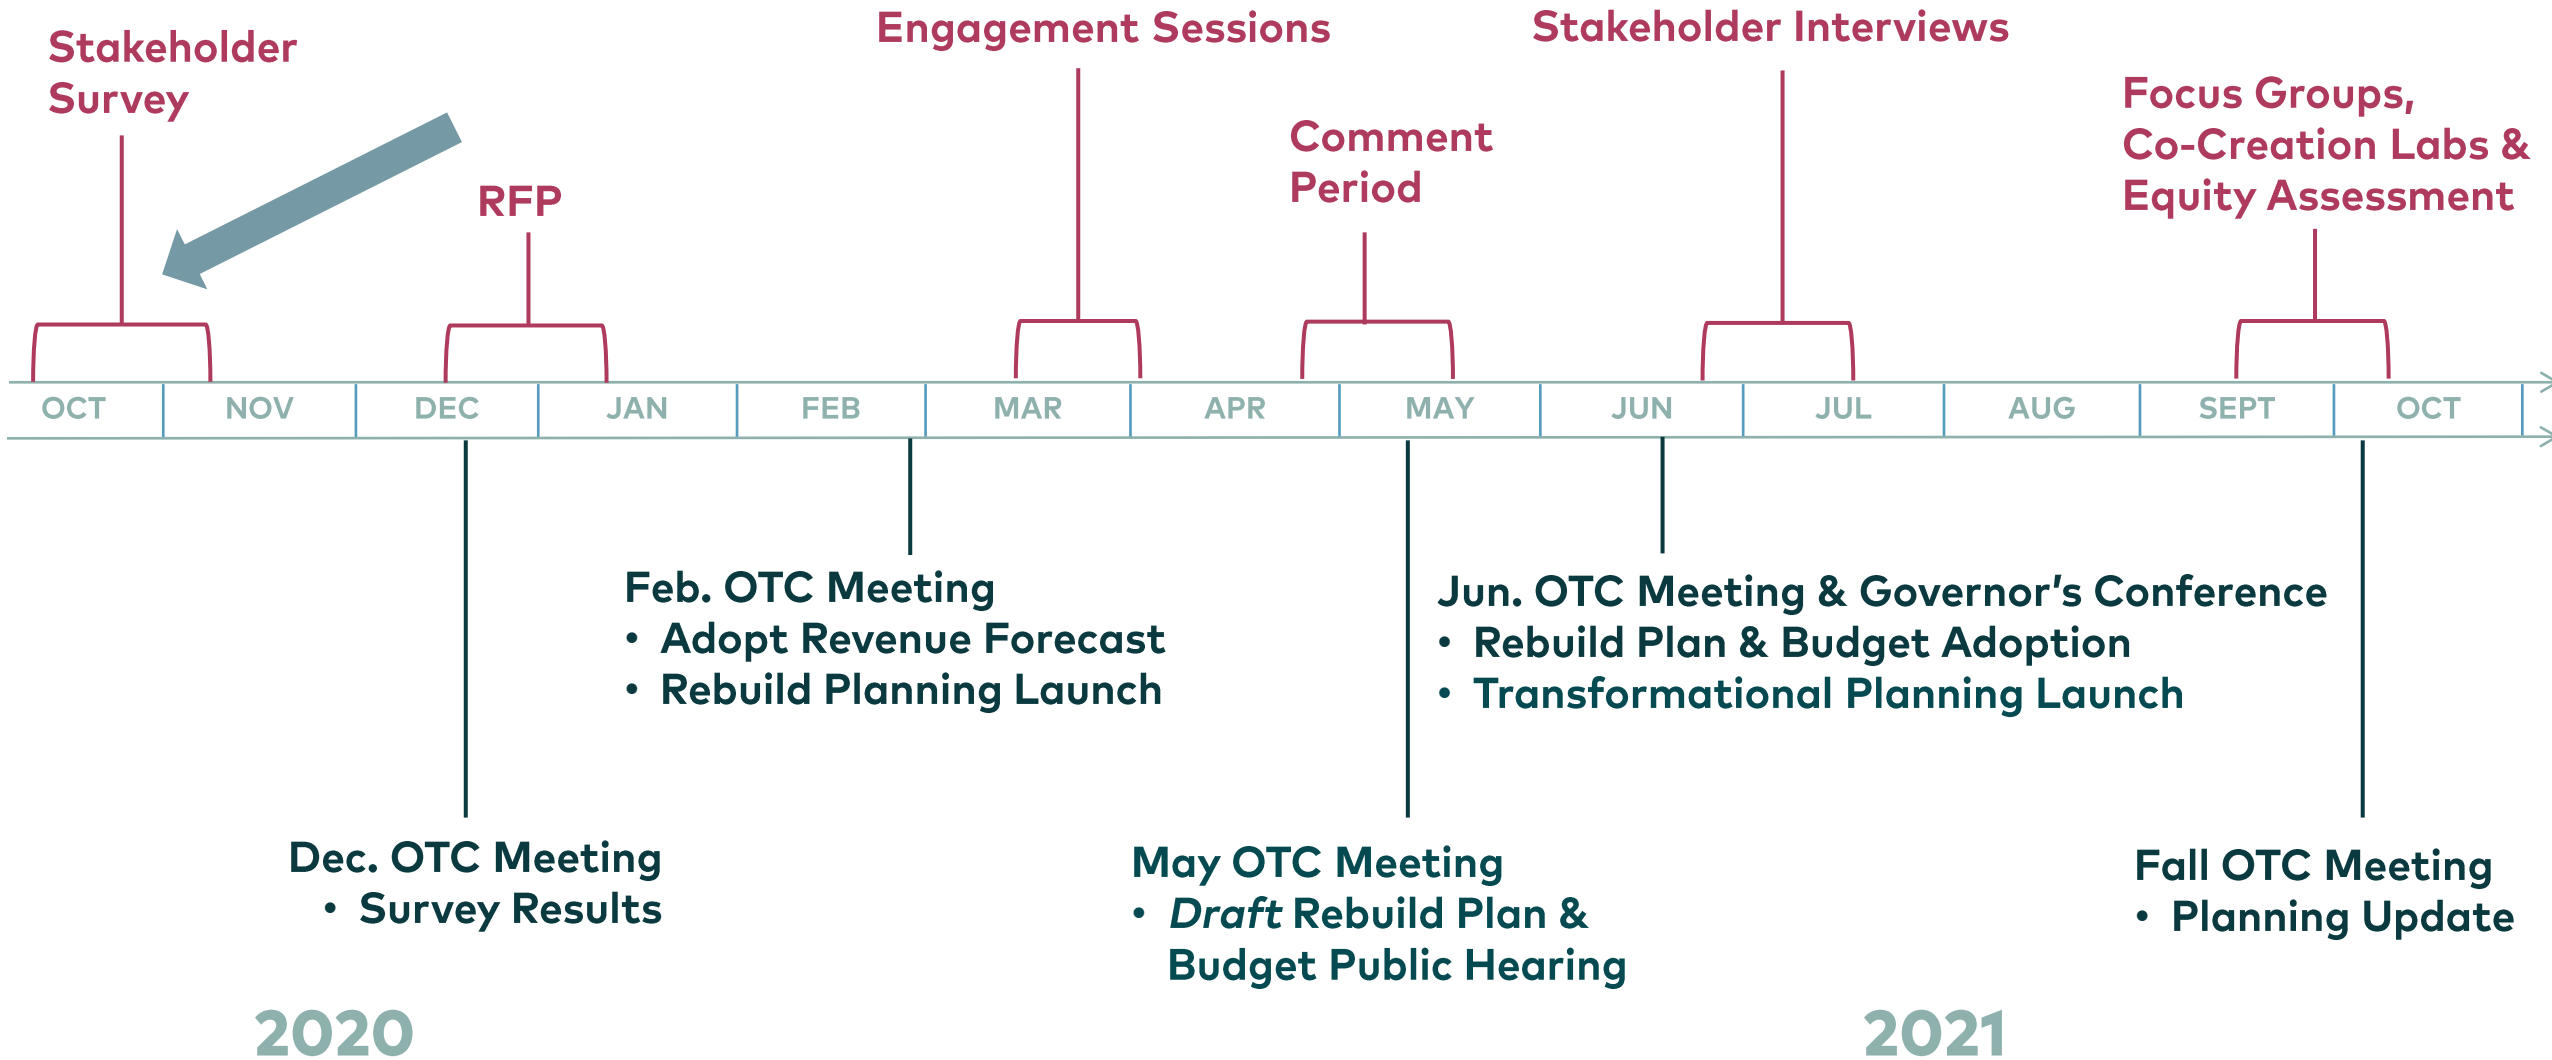 Stakeholder
Survey
RFP
Engagement Sessions
Comment
Period
Stakeholder Interviews
Focus Groups,
Co-Creation Labs &
Equity Assessment
OCT NOV DEC JAN FEB MAR APR MAY JUN JUL AUG SEPT OCT
Dec. OTC Meeting
• Survey Results
Feb. OTC Meeting
• Adopt Revenue Forecast
• Rebuild Planning Launch
May OTC Meeting
• Draft Rebuild Plan &
Budget Public Hearing
Jun. OTC Meeting & Governor’s Conference
• Rebuild Plan & Budget Adoption
• Transformational Planning Launch
Fall OTC Meeting
• Planning Update
2020
2021